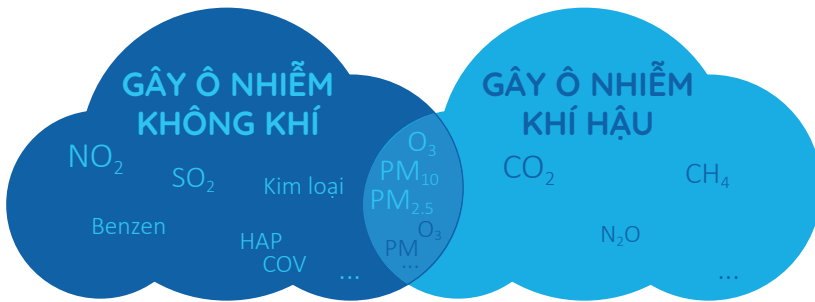 GÂY Ô NHIỄM
KHÔNG KHÍ
NO₂
SO₂
Kim loại
Benzen
HAP
COV
...
O₃
PM₁₀
PM₂.₅
O₃
PM
...
GÂY Ô NHIỄM
KHÍ HẬU
CO₂
CH₄
N₂O
...